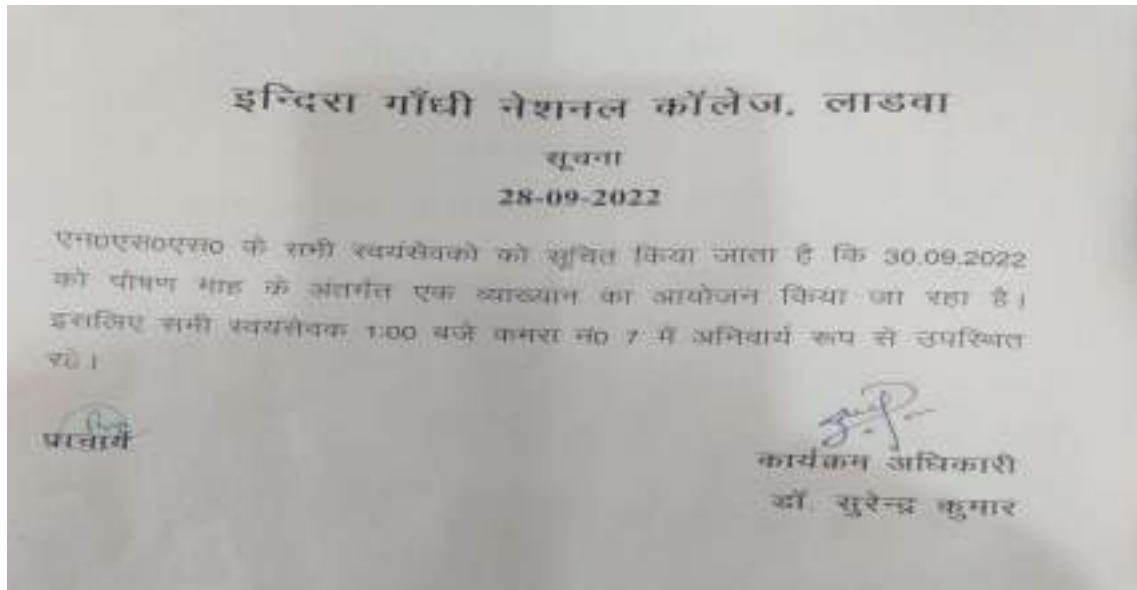 इन्दिरा गाँधी नेशनल कॉलेज, लाडवा
सूचना
28-09-2022
एन0एस0एस0 के सभी स्वयंसेवको को सूचित किया जाता है कि 30.09.2022
को पोषण माह के अंतर्गत एक व्याख्यान का आयोजन किया जा रहा है।
इसलिए सभी स्वयसेवक 1:00 बजे कमरा नं0 7 में अनिवार्य रूप से उपस्थित
रहे।
प्राचार्य
कार्यक्रम अधिकारी
डॉ. सुरेन्द्र कुमार